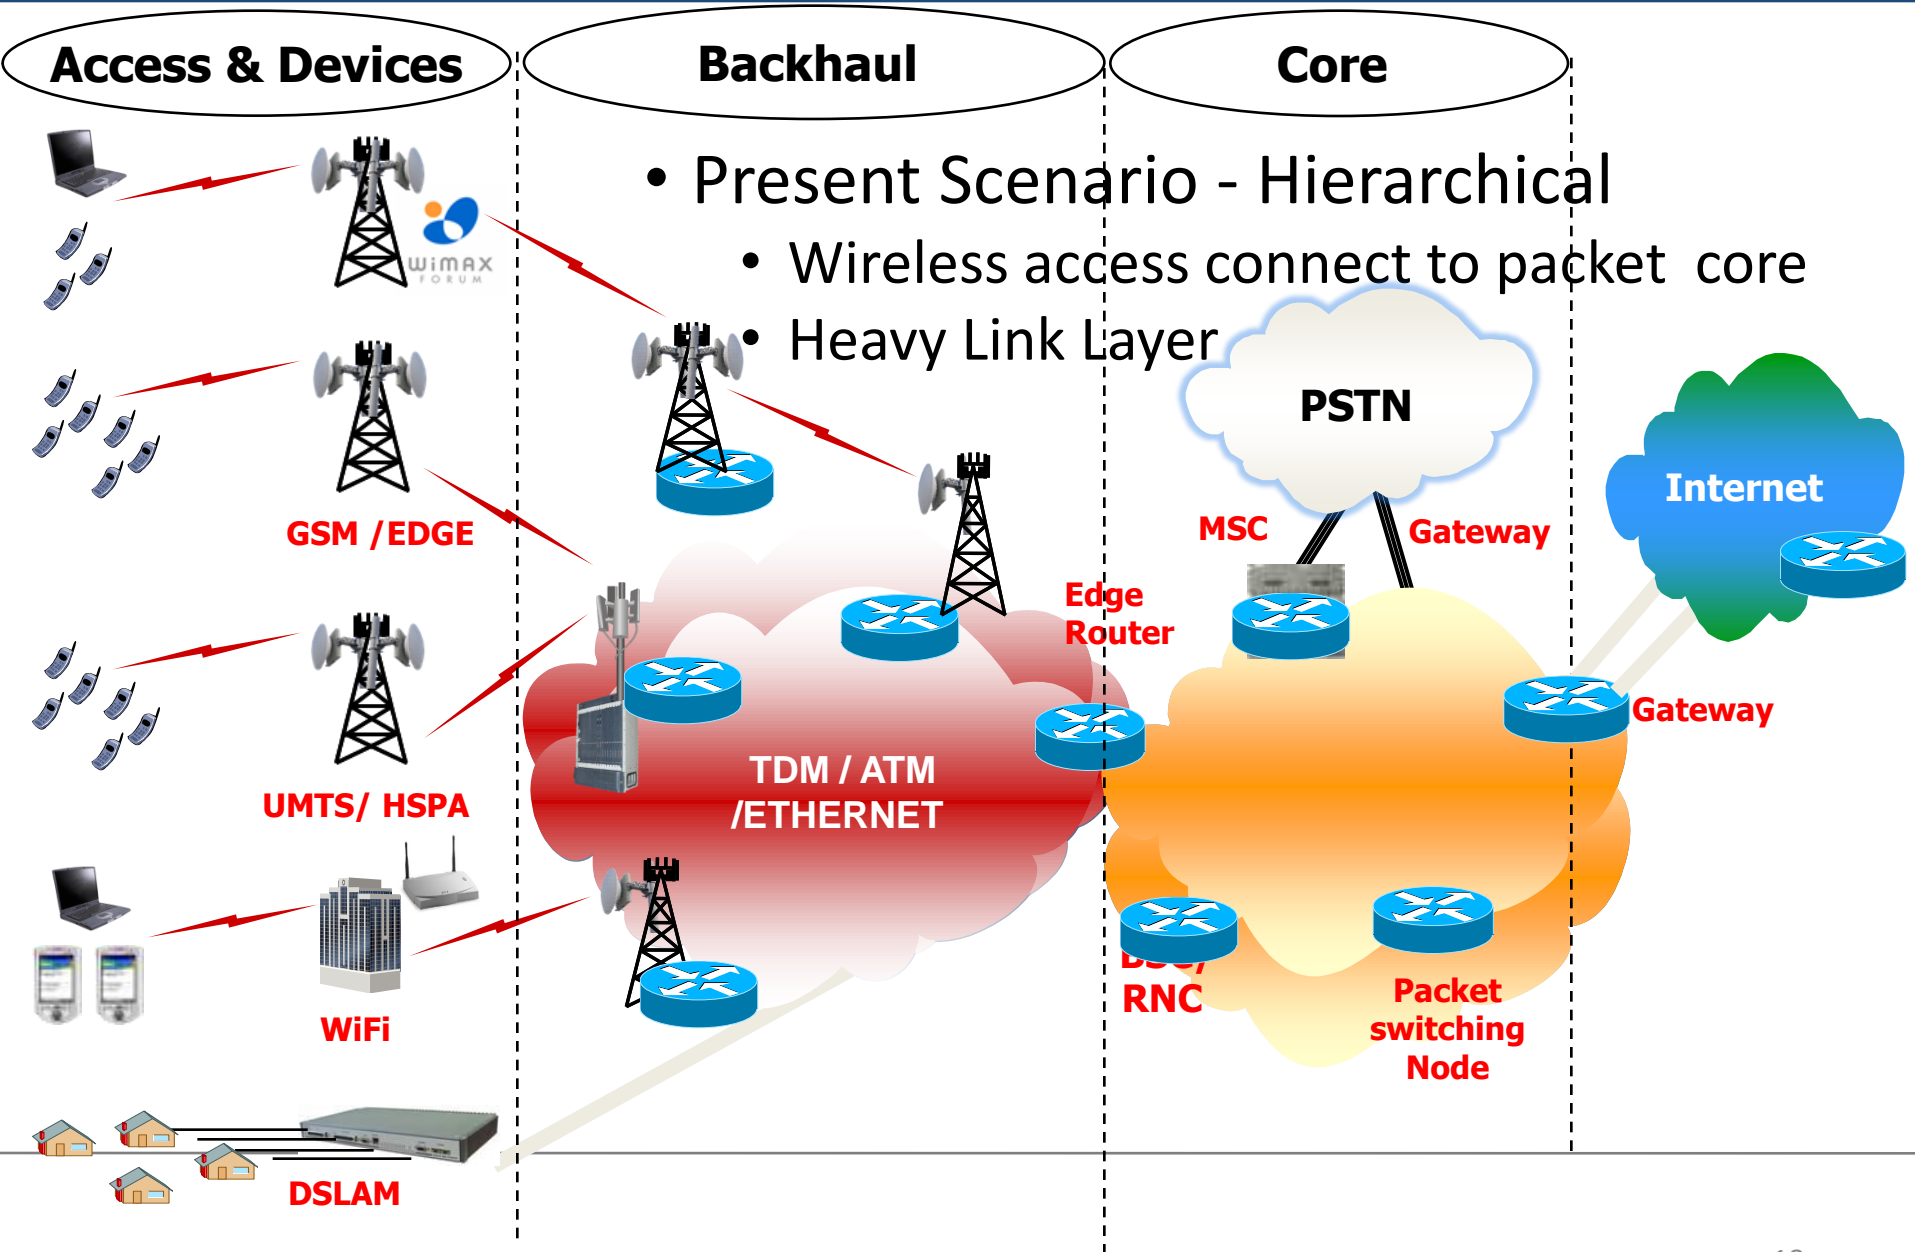 Access & Devices
Backhaul
Core
• Present Scenario - Hierarchical
• Wireless access connect to packet core
• Heavy Link Layer
WiMAX
FORUM
PSTN
Internet
GSM /EDGE
MSC
Gateway
Edge
Router
Gateway
TDM / ATM
/ETHERNET
UMTS/ HSPA
RNC
Packet
switching
Node
WiFi
DSLAM